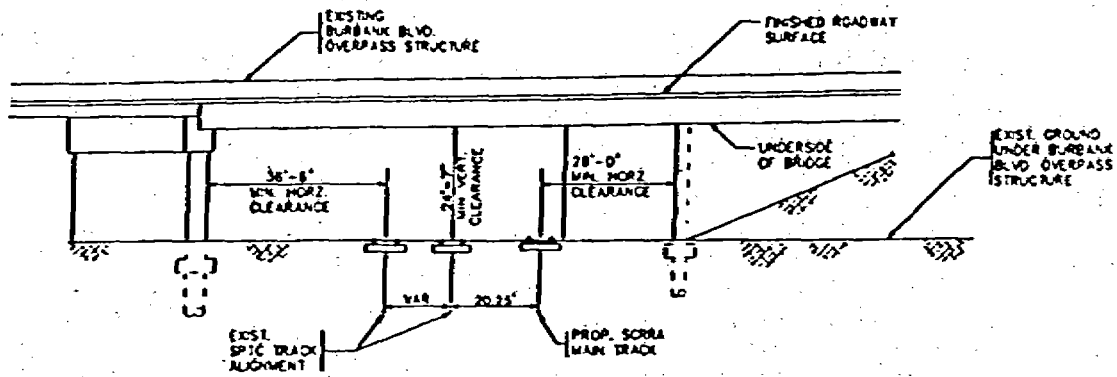 EXISTING
BURBANK BLVD.
OVERPASS STRUCTURE
FINISHED ROADWAY
SURFACE
UNDERSIDE
OF BRIDGE
EXIST. GROUND
UNDER BURBANK
BLVD. OVERPASS
STRUCTURE
MIN. HORZ.
CLEARANCE
MIN. VERT.
CLEARANCE
28'-0"
MIN. HORZ.
CLEARANCE
VAR.
20.25'
EXIST.
SPTC TRACK
ALIGNMENT
PROP. SCRRA
MAIN TRACK